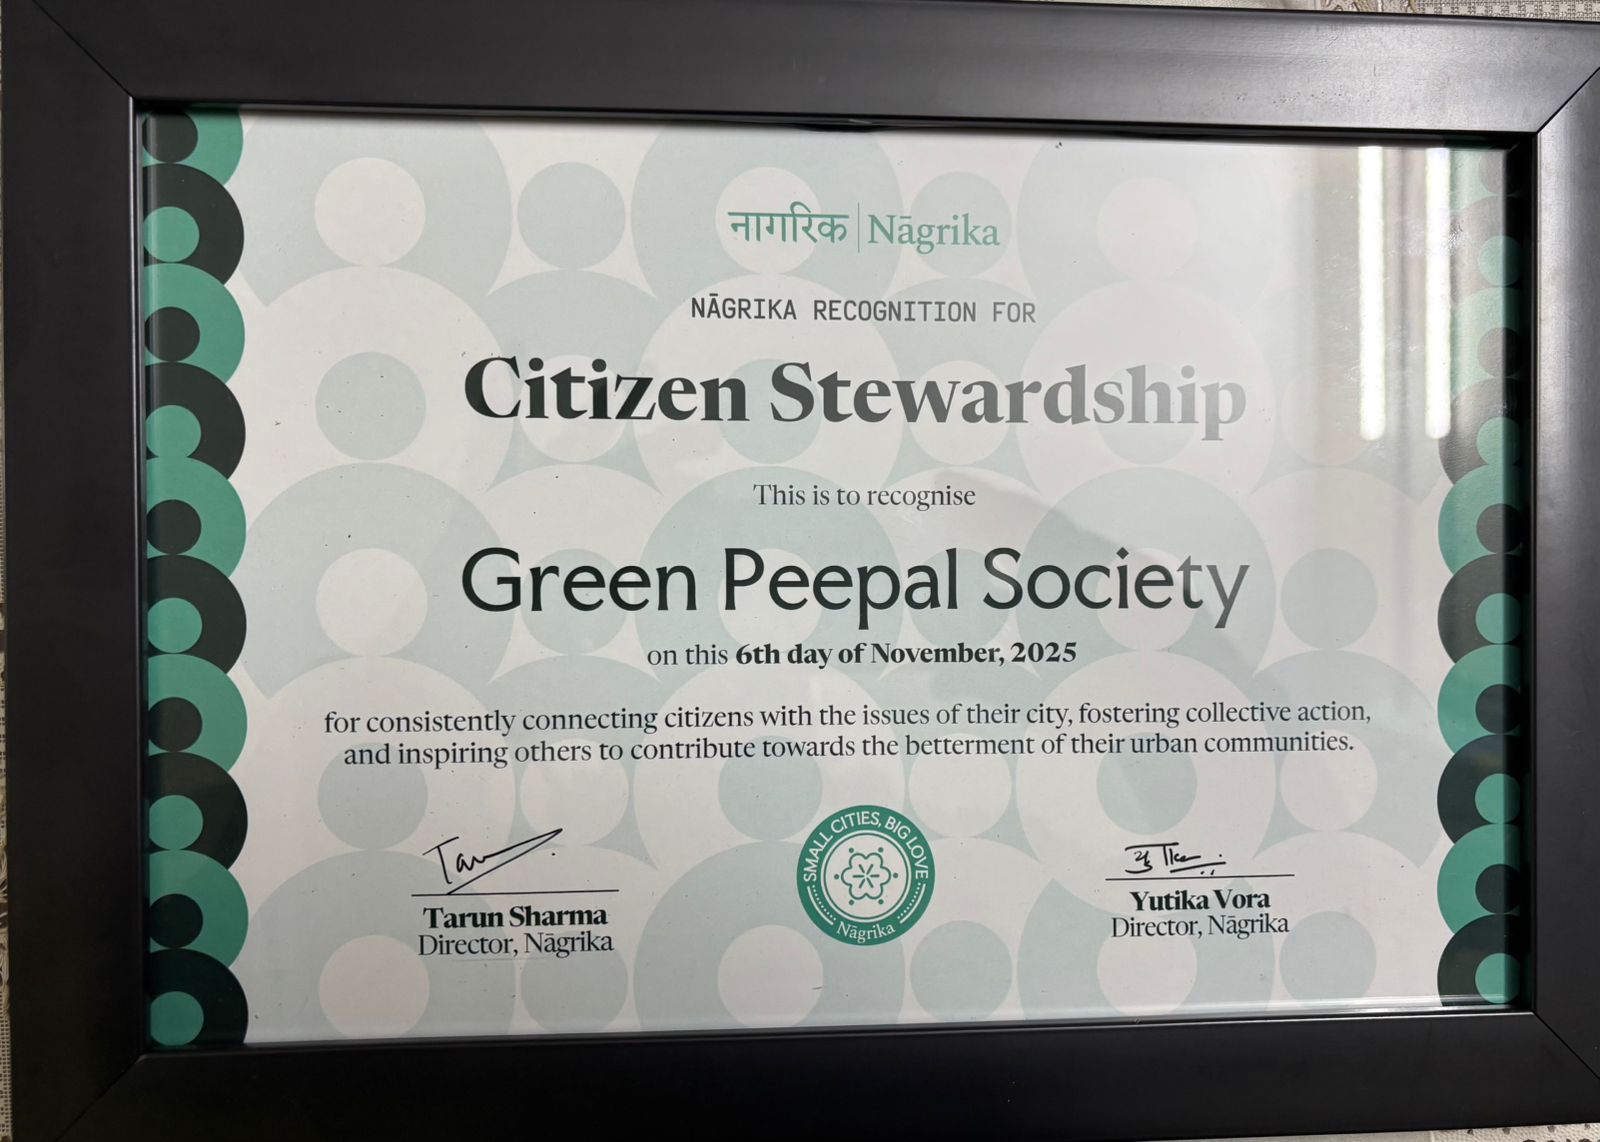 नागरिक | Nāgrika
NĀGRIKA RECOGNITION FOR
Citizen Stewardship
This is to recognise
Green Peepal Society
on this 6th day of November, 2025
for consistently connecting citizens with the issues of their city, fostering collective action,
and inspiring others to contribute towards the betterment of their urban communities.
Tarun Sharma
Director, Nāgrika
SMALL CITIES, BIG LOVE
Nāgrika
Yutika Vora
Director, Nāgrika